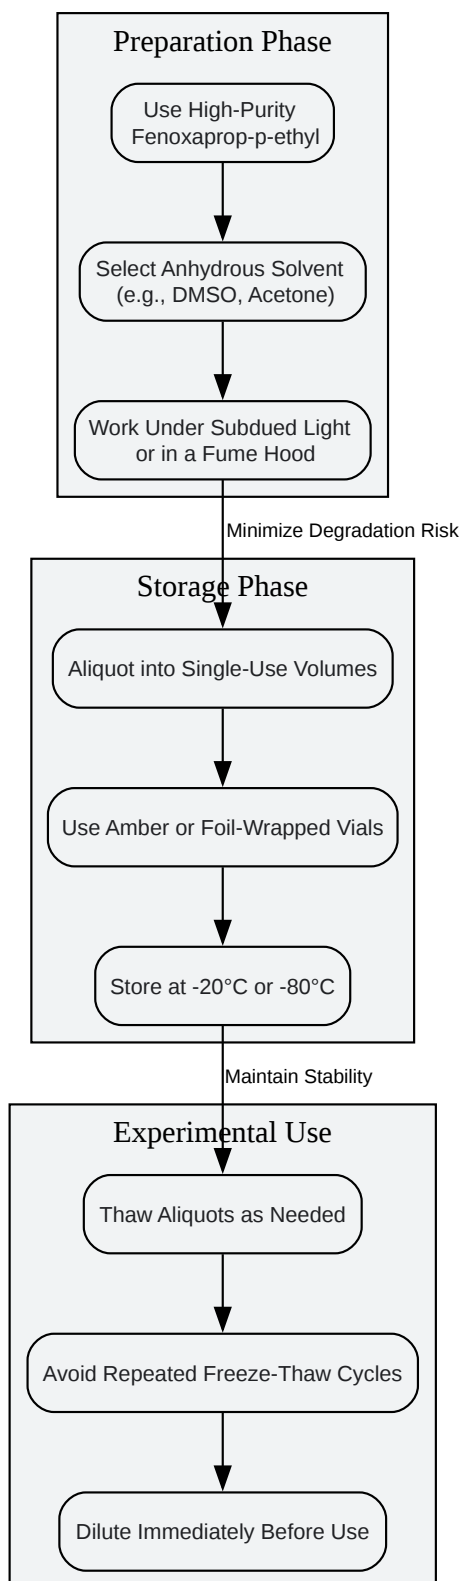 Preparation Phase
Use High-Purity
Fenoxaprop-p-ethyl
Select Anhydrous Solvent
(e.g., DMSO, Acetone)
Work Under Subdued Light
or in a Fume Hood
Minimize Degradation Risk
Storage Phase
Aliquot into Single-Use Volumes
Use Amber or Foil-Wrapped Vials
Store at -20°C or -80°C
Maintain Stability
Experimental Use
Thaw Aliquots as Needed
Avoid Repeated Freeze-Thaw Cycles
Dilute Immediately Before Use